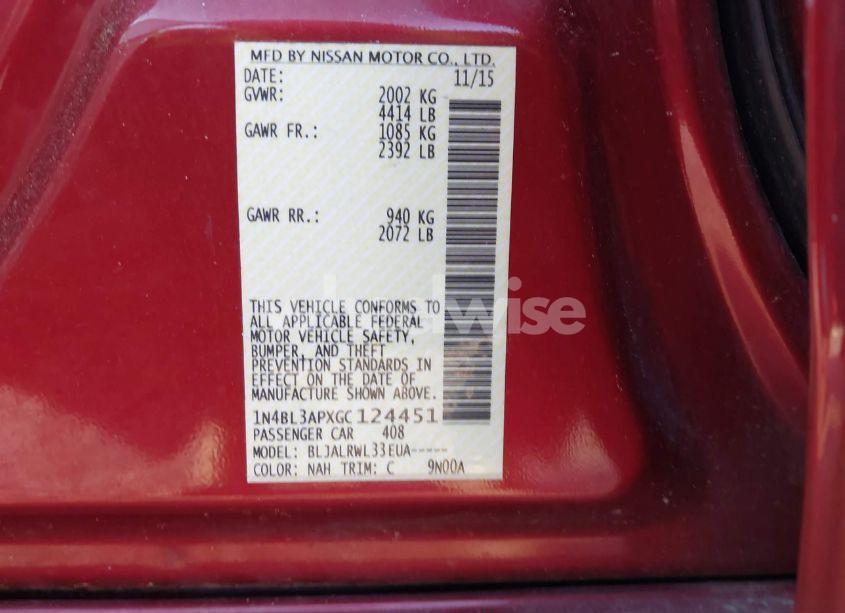 MFD BY NISSAN MOTOR CO., LTD.
DATE: 11/15
GVWR: 2002 KG
4414 LB
GAWR FR.: 1085 KG
2392 LB
GAWR RR.: 940 KG
2072 LB
THIS VEHICLE CONFORMS TO
ALL APPLICABLE FEDERAL
MOTOR VEHICLE SAFETY,
BUMPER, AND THEFT
PREVENTION STANDARDS IN
EFFECT ON THE DATE OF
MANUFACTURE SHOWN ABOVE.
1N4BL3APXGC124451
PASSENGER CAR 408
MODEL: BLJALRWL33EUA-----
COLOR: NAH TRIM: C 9N00A